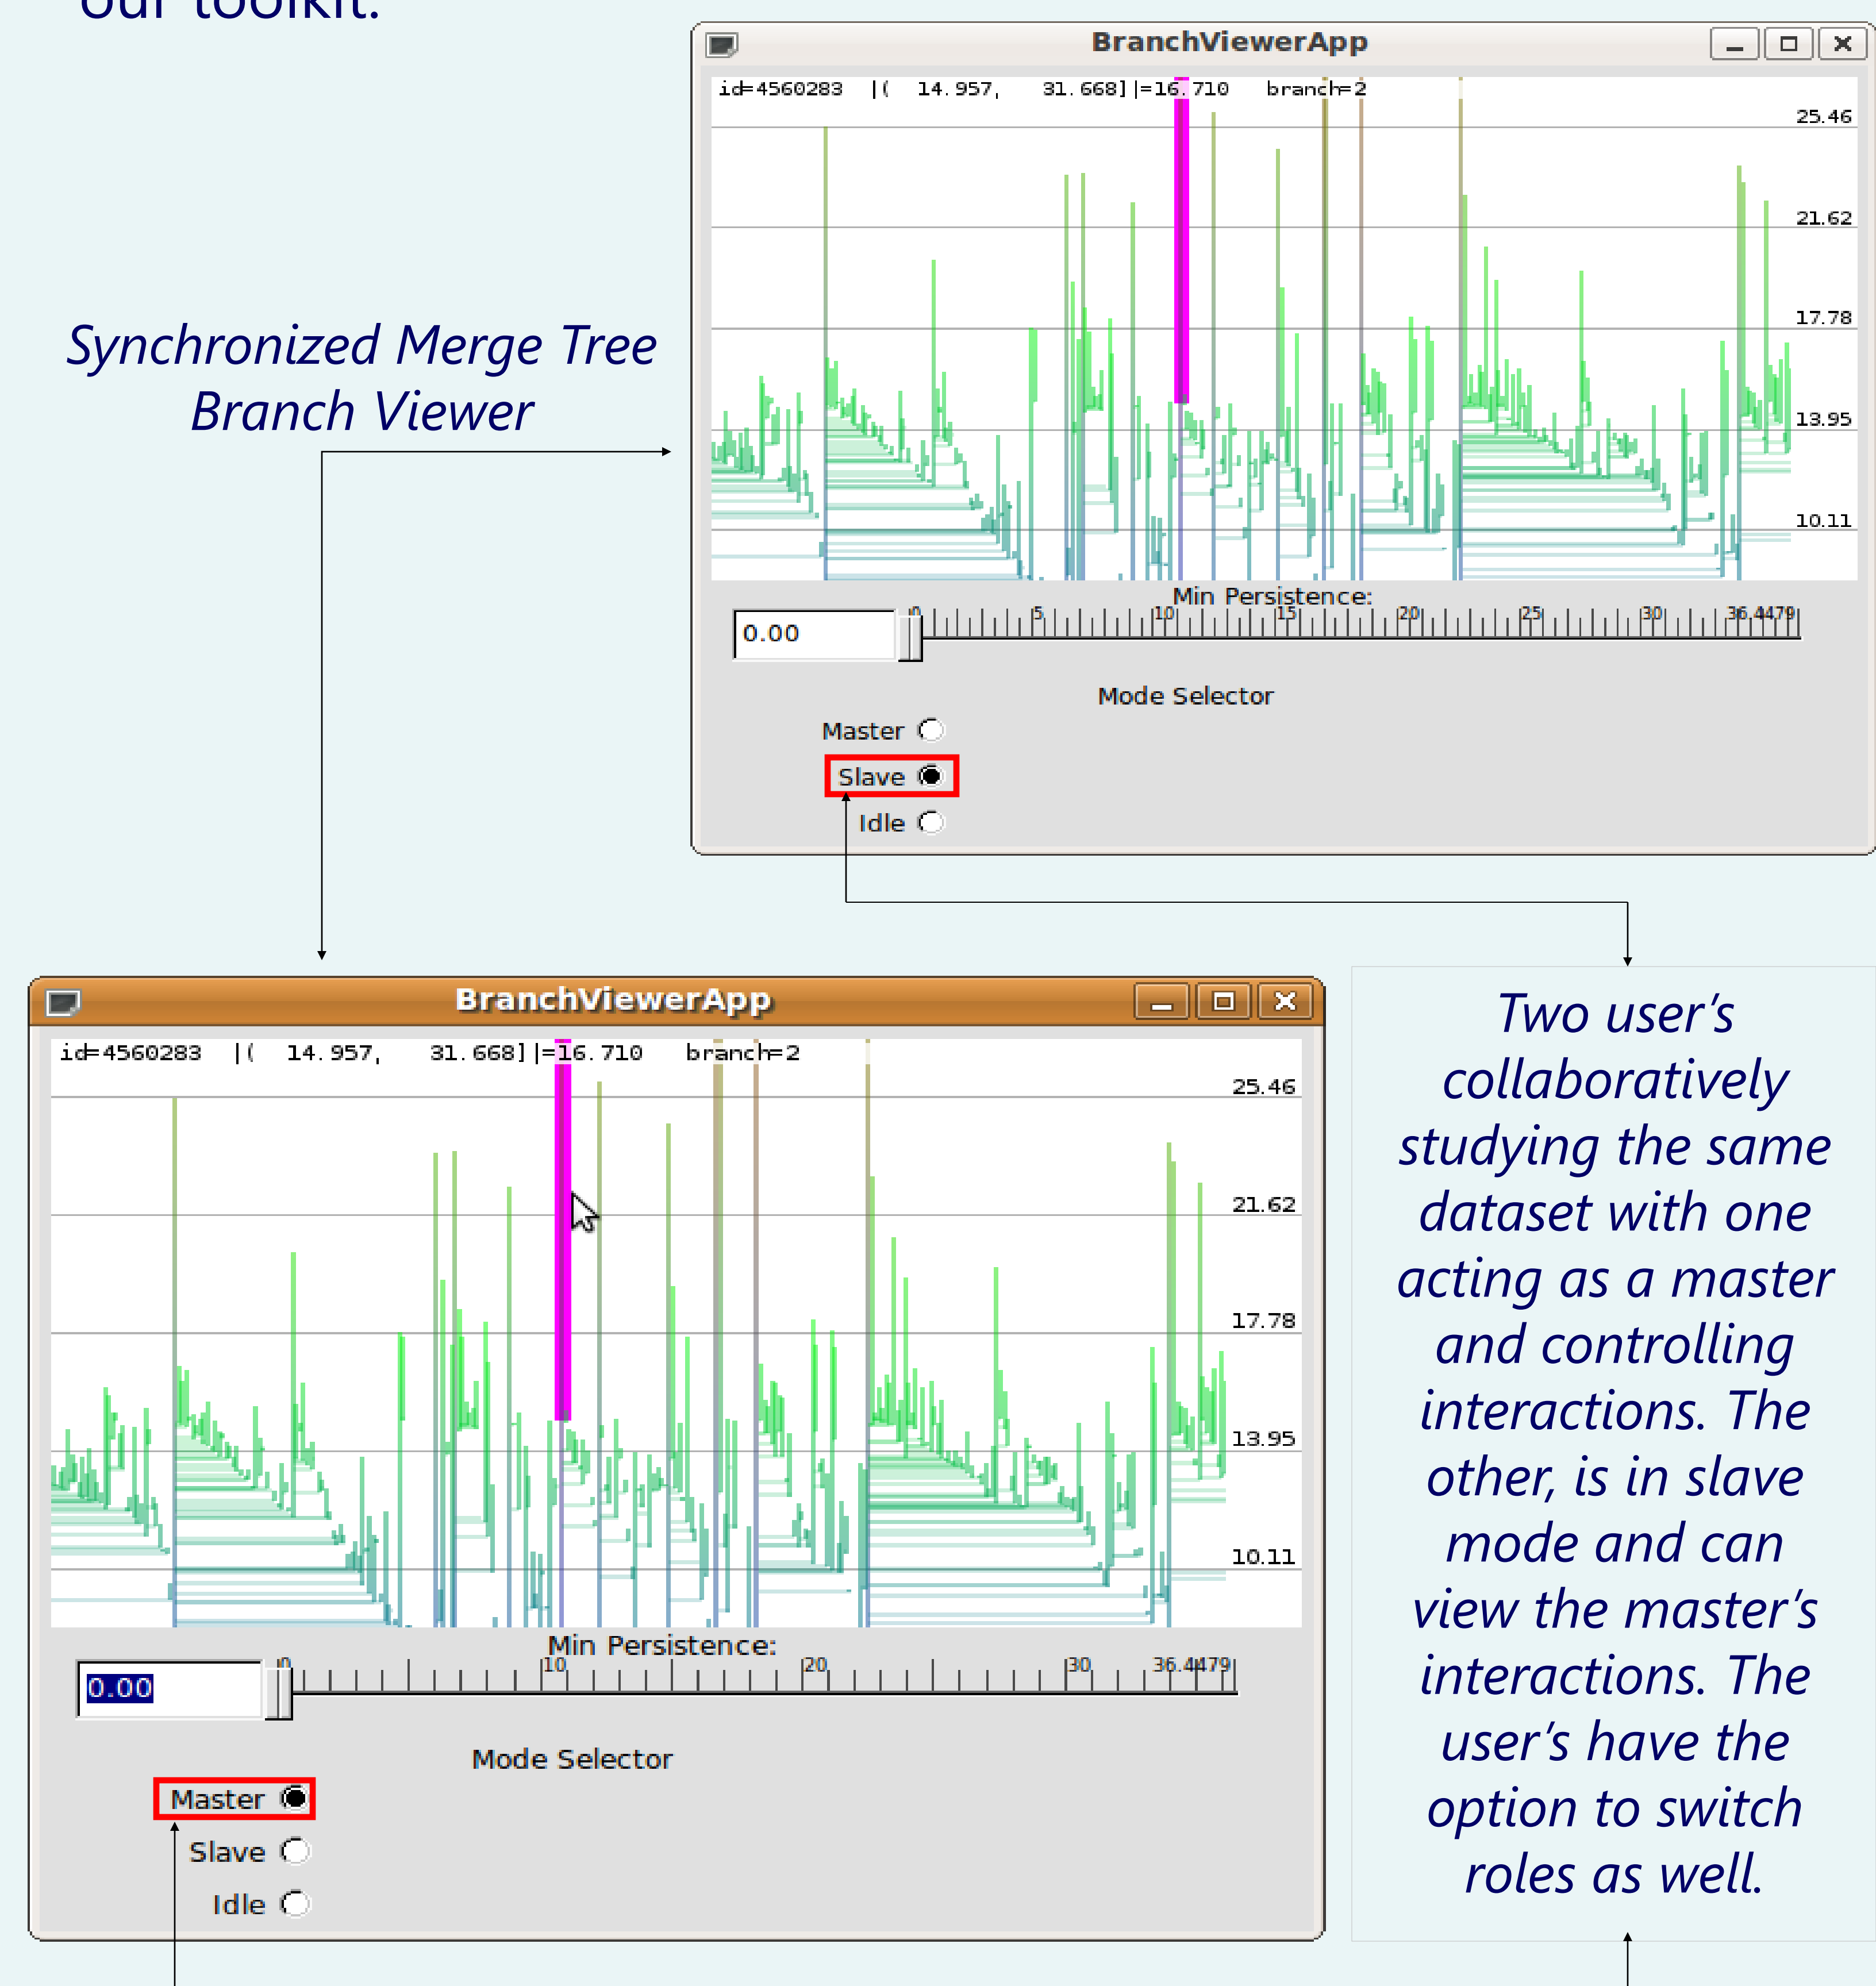 our toolkit.
BranchViewerApp
id=4560283 |( 14.957, 31.668]|=16.710 branch=2
25.46
21.62
17.78
13.95
10.11
Synchronized Merge Tree
Branch Viewer
Min Persistence:
0 5 10 15 20 25 30 36.4479
0.00
Mode Selector
Master
Slave
Idle
BranchViewerApp
id=4560283 |( 14.957, 31.668]|=16.710 branch=2
25.46
21.62
17.78
13.95
10.11
Min Persistence:
0 10 20 30 36.4479
0.00
Mode Selector
Master
Slave
Idle
Two user’s
collaboratively
studying the same
dataset with one
acting as a master
and controlling
interactions. The
other, is in slave
mode and can
view the master’s
interactions. The
user’s have the
option to switch
roles as well.